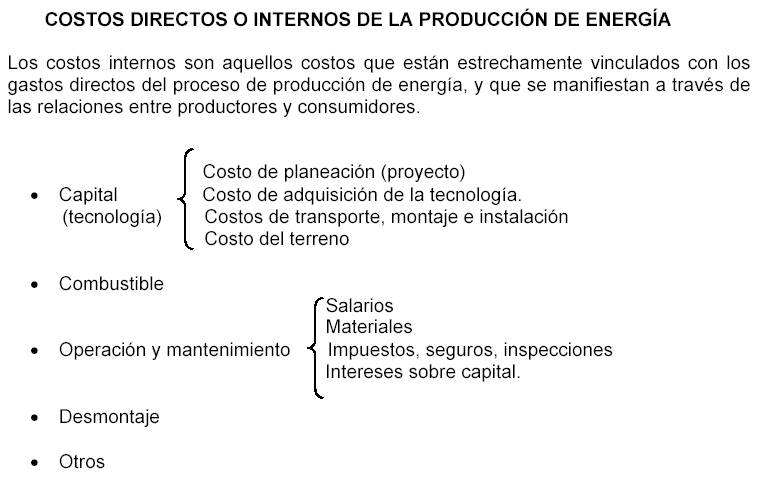 COSTOS DIRECTOS O INTERNOS DE LA PRODUCCIÓN DE ENERGÍA
Los costos internos son aquellos costos que están estrechamente vinculados con los
gastos directos del proceso de producción de energía, y que se manifiestan a través de
las relaciones entre productores y consumidores.
• Capital
(tecnología)
Costo de planeación (proyecto)
Costo de adquisición de la tecnología.
Costos de transporte, montaje e instalación
Costo del terreno
• Combustible
• Operación y mantenimiento
Salarios
Materiales
Impuestos, seguros, inspecciones
Intereses sobre capital.
• Desmontaje
• Otros